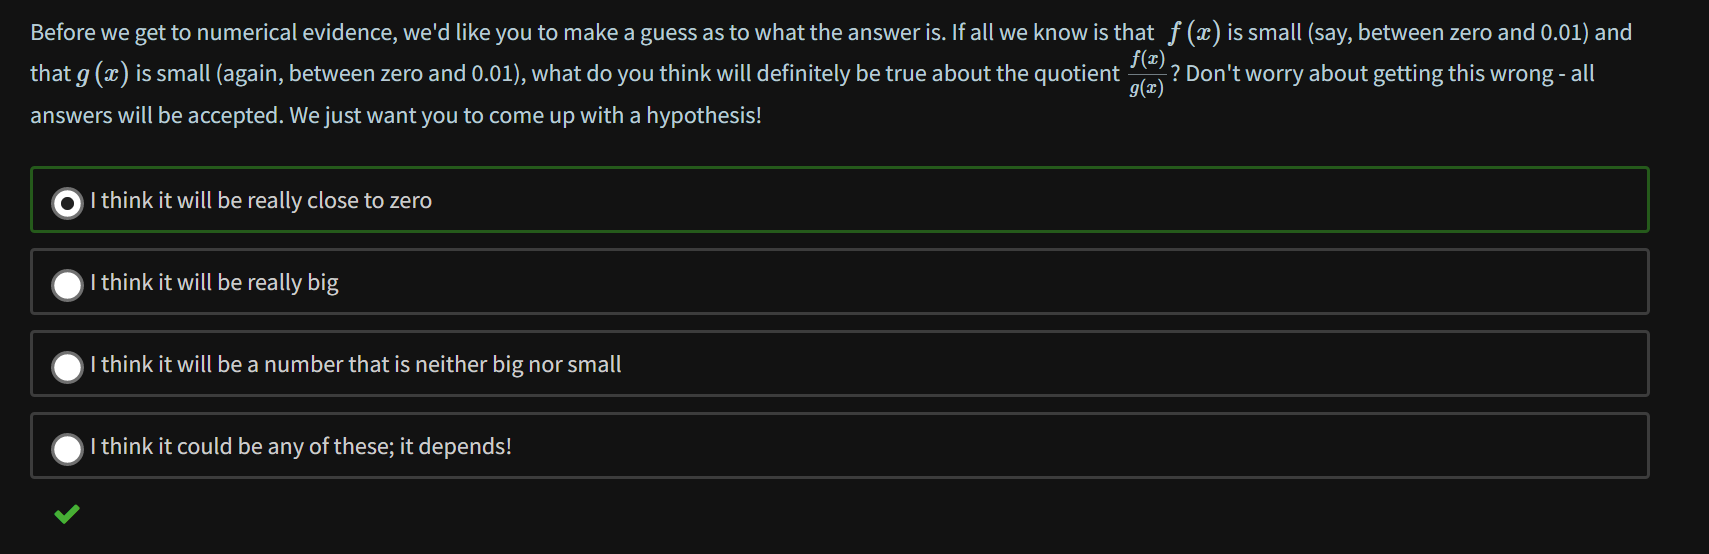 Before we get to numerical evidence, we'd like you to make a guess as to what the answer is. If all we know is that f (x) is small (say, between zero and 0.01) and
that g (x) is small (again, between zero and 0.01), what do you think will definitely be true about the quotient f(x)/g(x)? Don't worry about getting this wrong - all
answers will be accepted. We just want you to come up with a hypothesis!
I think it will be really close to zero
I think it will be really big
I think it will be a number that is neither big nor small
I think it could be any of these; it depends!